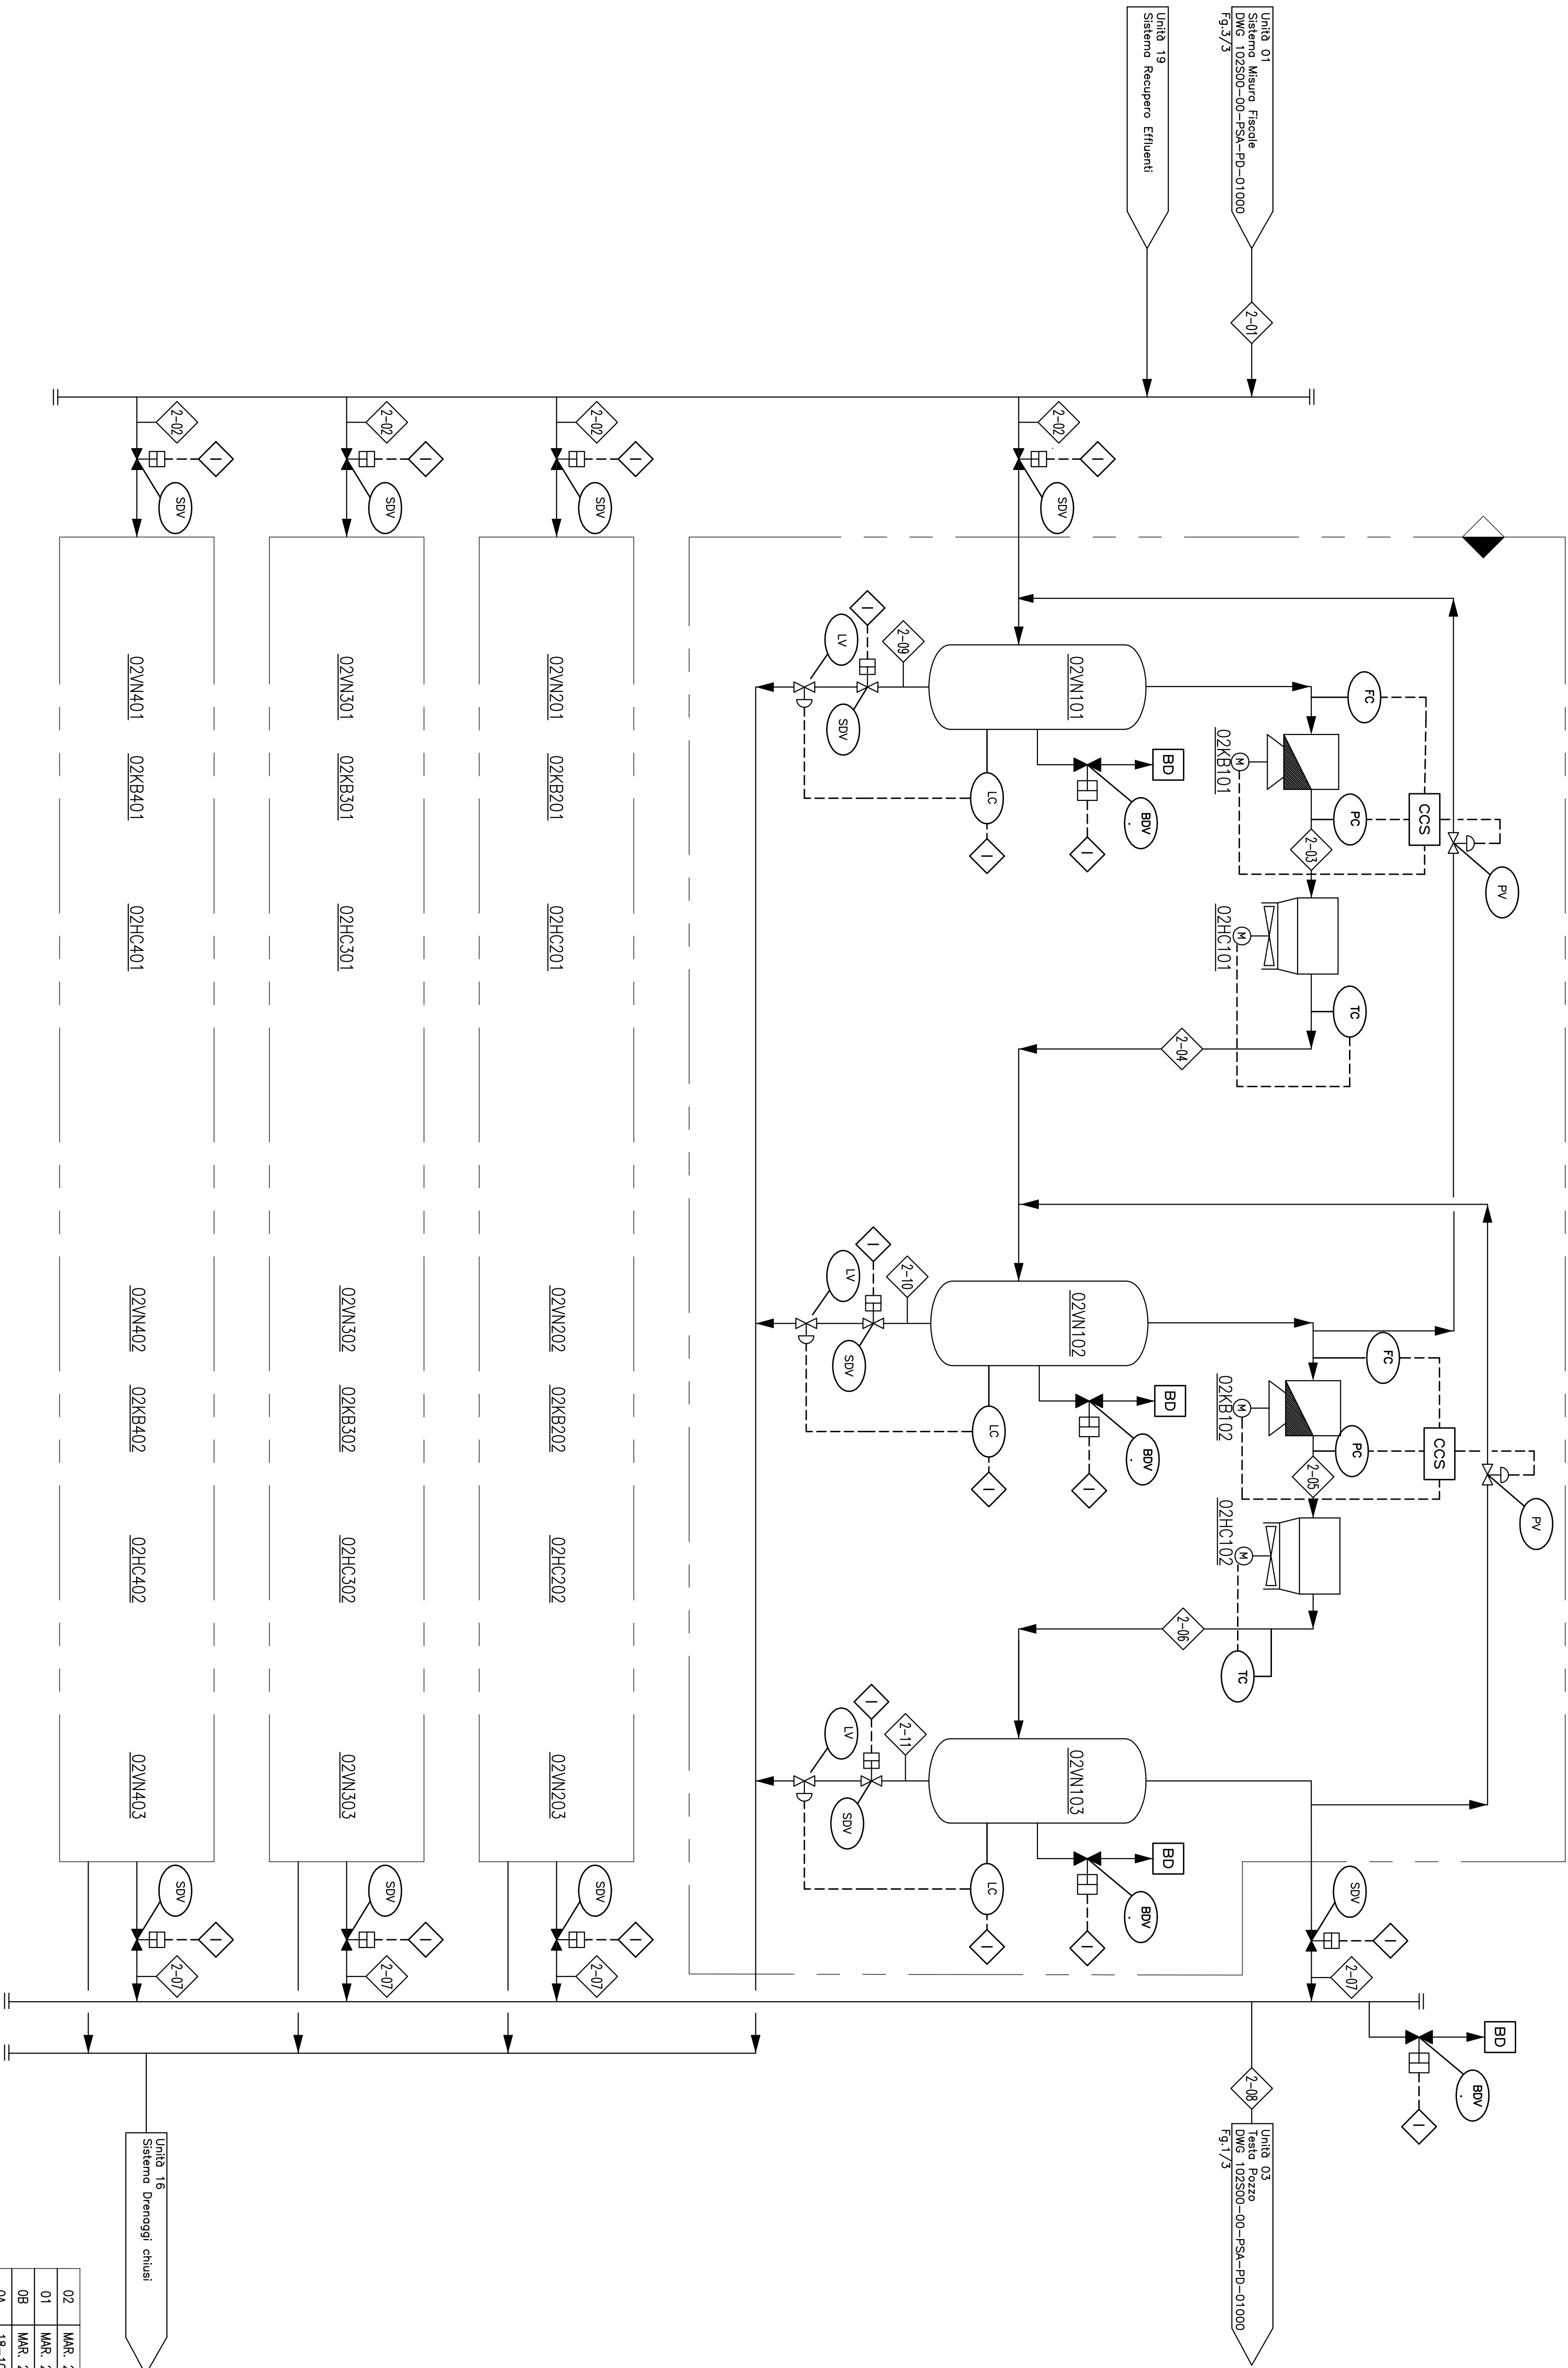 PV
PV
BD
BDV
CCS
CCS
FC
PC
TC
FC
PC
SDV
I
2-07
I
2-03
2-05
Unità 01
Sistema Misura Fiscale
DWG 102S00-00-PSA-PD-01000
Fg.3/3
2-01
M
02KB101
M
02HC101
M
02KB102
M
02HC102
TC
2-08
Unità 03
Testa Pozzo
DWG 102S00-00-PSA-PD-01000
Fg.1/3
Unità 19
Sistema Recupero Effluenti
2-04
2-06
BD
BDV
I
BD
BDV
I
BD
BDV
I
2-02
I
SDV
02VN101
02VN102
02VN103
LC
I
LC
I
LC
I
2-09
I
SDV
LV
2-10
I
SDV
LV
2-11
I
SDV
LV
2-02
I
SDV
02VN201
02KB201
02HC201
02VN202
02KB202
02HC202
02VN203
SDV
I
2-07
2-02
I
SDV
02VN301
02KB301
02HC301
02VN302
02KB302
02HC302
02VN303
SDV
I
2-07
2-02
I
SDV
02VN401
02KB401
02HC401
02VN402
02KB402
02HC402
02VN403
SDV
I
2-07
Unità 16
Sistema Drenaggi chiusi
02 MAR. 2
01 MAR. 2
0B MAR. 2